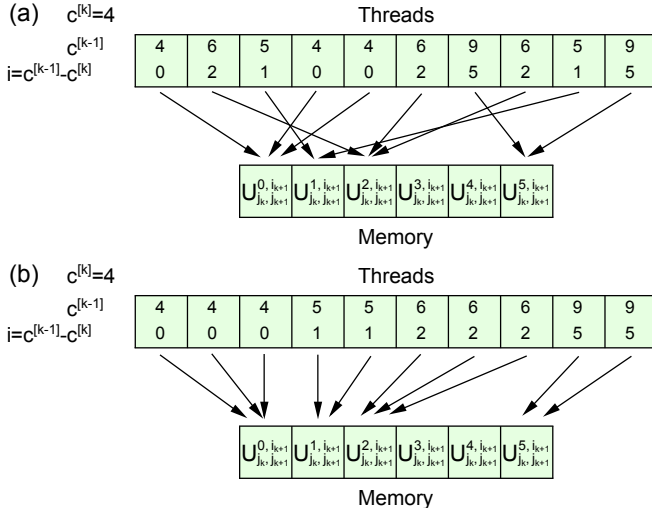 (a) c^[k]=4 Threads
c^[k-1] 4 6 5 4 4 6 9 6 5 9
i=c^[k-1]-c^[k] 0 2 1 0 0 2 5 2 1 5
U^{0, i_{k+1}}_{j_k, j_{k+1}} U^{1, i_{k+1}}_{j_k, j_{k+1}} U^{2, i_{k+1}}_{j_k, j_{k+1}} U^{3, i_{k+1}}_{j_k, j_{k+1}} U^{4, i_{k+1}}_{j_k, j_{k+1}} U^{5, i_{k+1}}_{j_k, j_{k+1}}
Memory
(b) c^[k]=4 Threads
c^[k-1] 4 4 4 5 5 6 6 6 9 9
i=c^[k-1]-c^[k] 0 0 0 1 1 2 2 2 5 5
U^{0, i_{k+1}}_{j_k, j_{k+1}} U^{1, i_{k+1}}_{j_k, j_{k+1}} U^{2, i_{k+1}}_{j_k, j_{k+1}} U^{3, i_{k+1}}_{j_k, j_{k+1}} U^{4, i_{k+1}}_{j_k, j_{k+1}} U^{5, i_{k+1}}_{j_k, j_{k+1}}
Memory